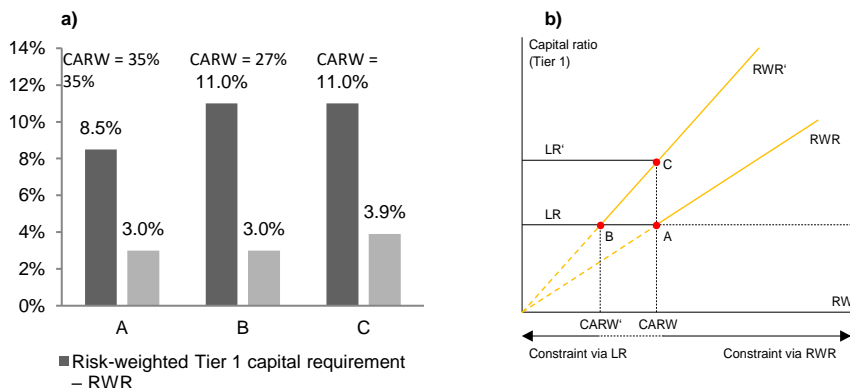 a)
14%
12%
10%
8%
6%
4%
2%
0%
CARW = 35%
35%
CARW = 27%
CARW =
8.5%
3.0%
11.0%
3.0%
11.0%
3.9%
A
B
C
Risk-weighted Tier 1 capital requirement
– RWR
b)
Capital ratio
(Tier 1)
RWR‘
RWR
LR‘
C
LR
B
A
RW
CARW‘
CARW
Constraint via LR
Constraint via RWR